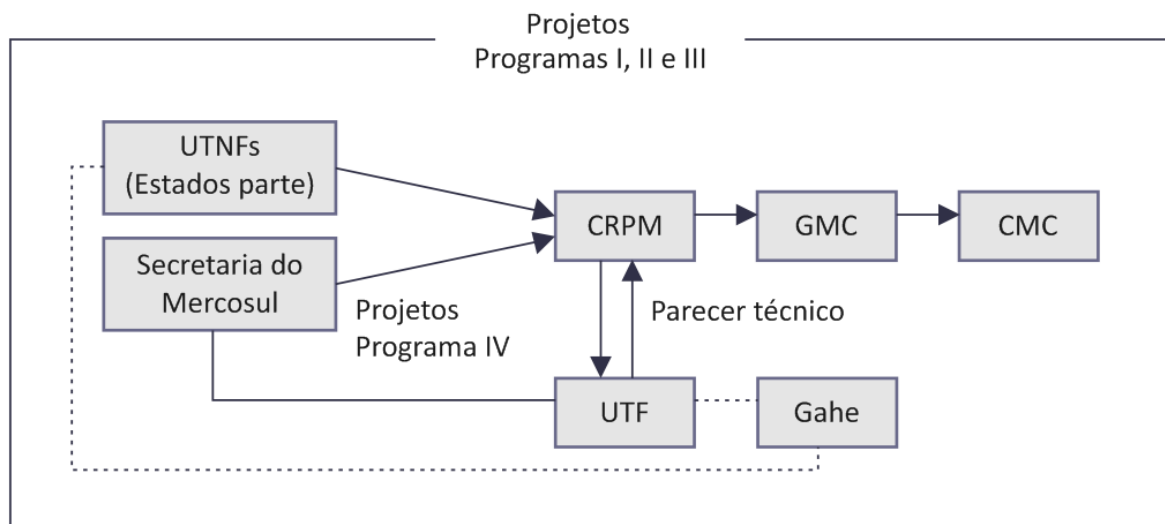 Projetos
Programas I, II e III
UTNFs
(Estados parte)
CRPM
GMC
CMC
Secretaria do
Mercosul
Projetos
Programa IV
Parecer técnico
UTF
Gahe